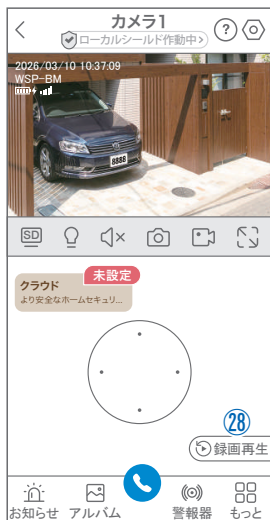 カメラ1
ローカルシールド作動中>
?
2026/03/10 10:37:09
WSP-BM
8888
SD
未設定
クラウド
より安全なホームセキュリ...
㉘
録画再生
お知らせ
アルバム
警報器
もっと